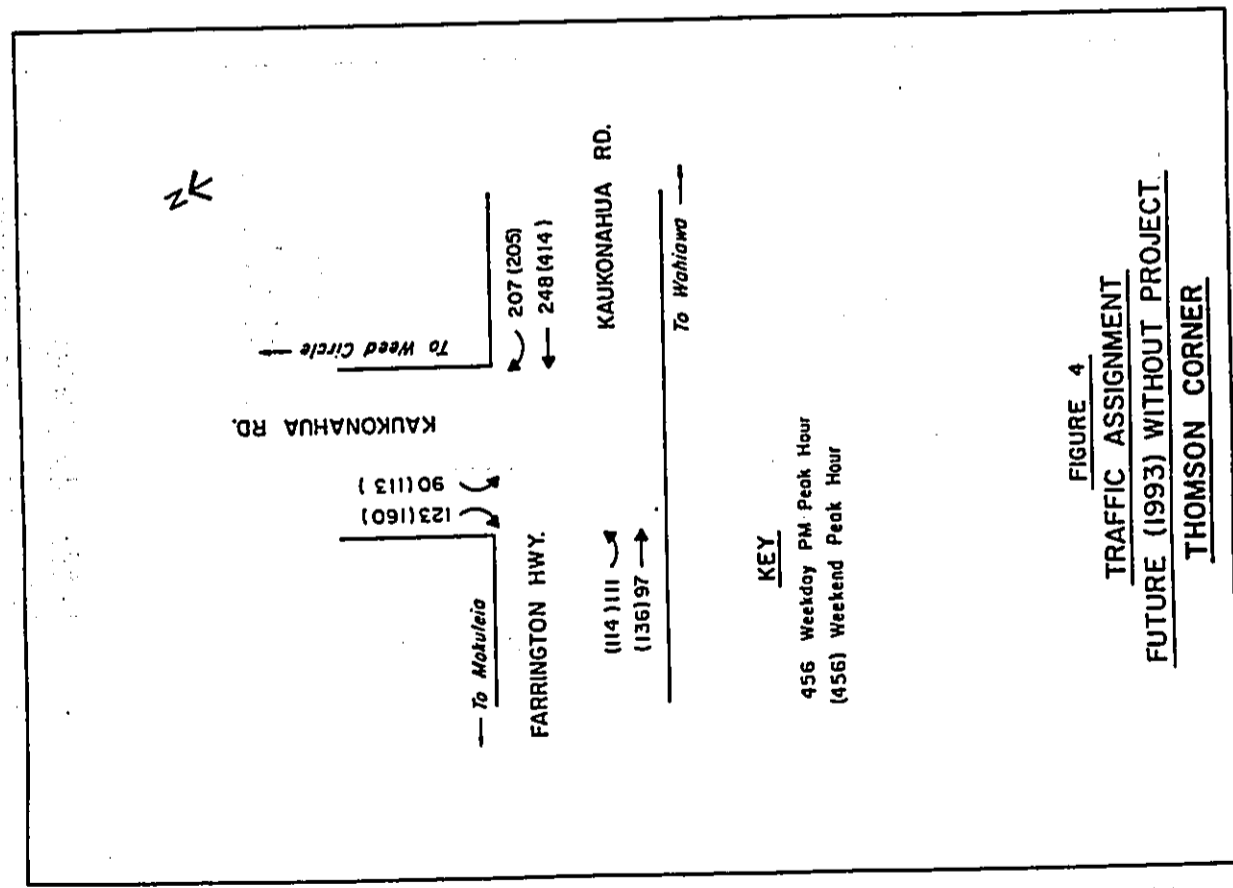 N
To Weed Circle
KAUKONAHUA RD.
207 (205)
248 (414)
KAUKONAHUA RD.
To Wahiawa
123(160)
90(113)
To Mokuleia
FARRINGTON HWY.
(114) 111
(136) 97
KEY
456 Weekday PM Peak Hour
(456) Weekend Peak Hour
FIGURE 4
TRAFFIC ASSIGNMENT
FUTURE (1993) WITHOUT PROJECT
THOMSON CORNER